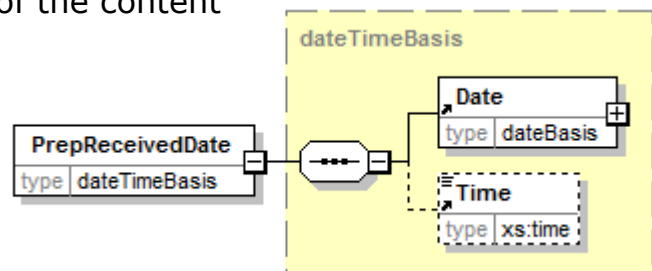 of the content
dateTimeBasis
Date
type dateBasis
PrepReceivedDate
type dateTimeBasis
Time
type xs:time